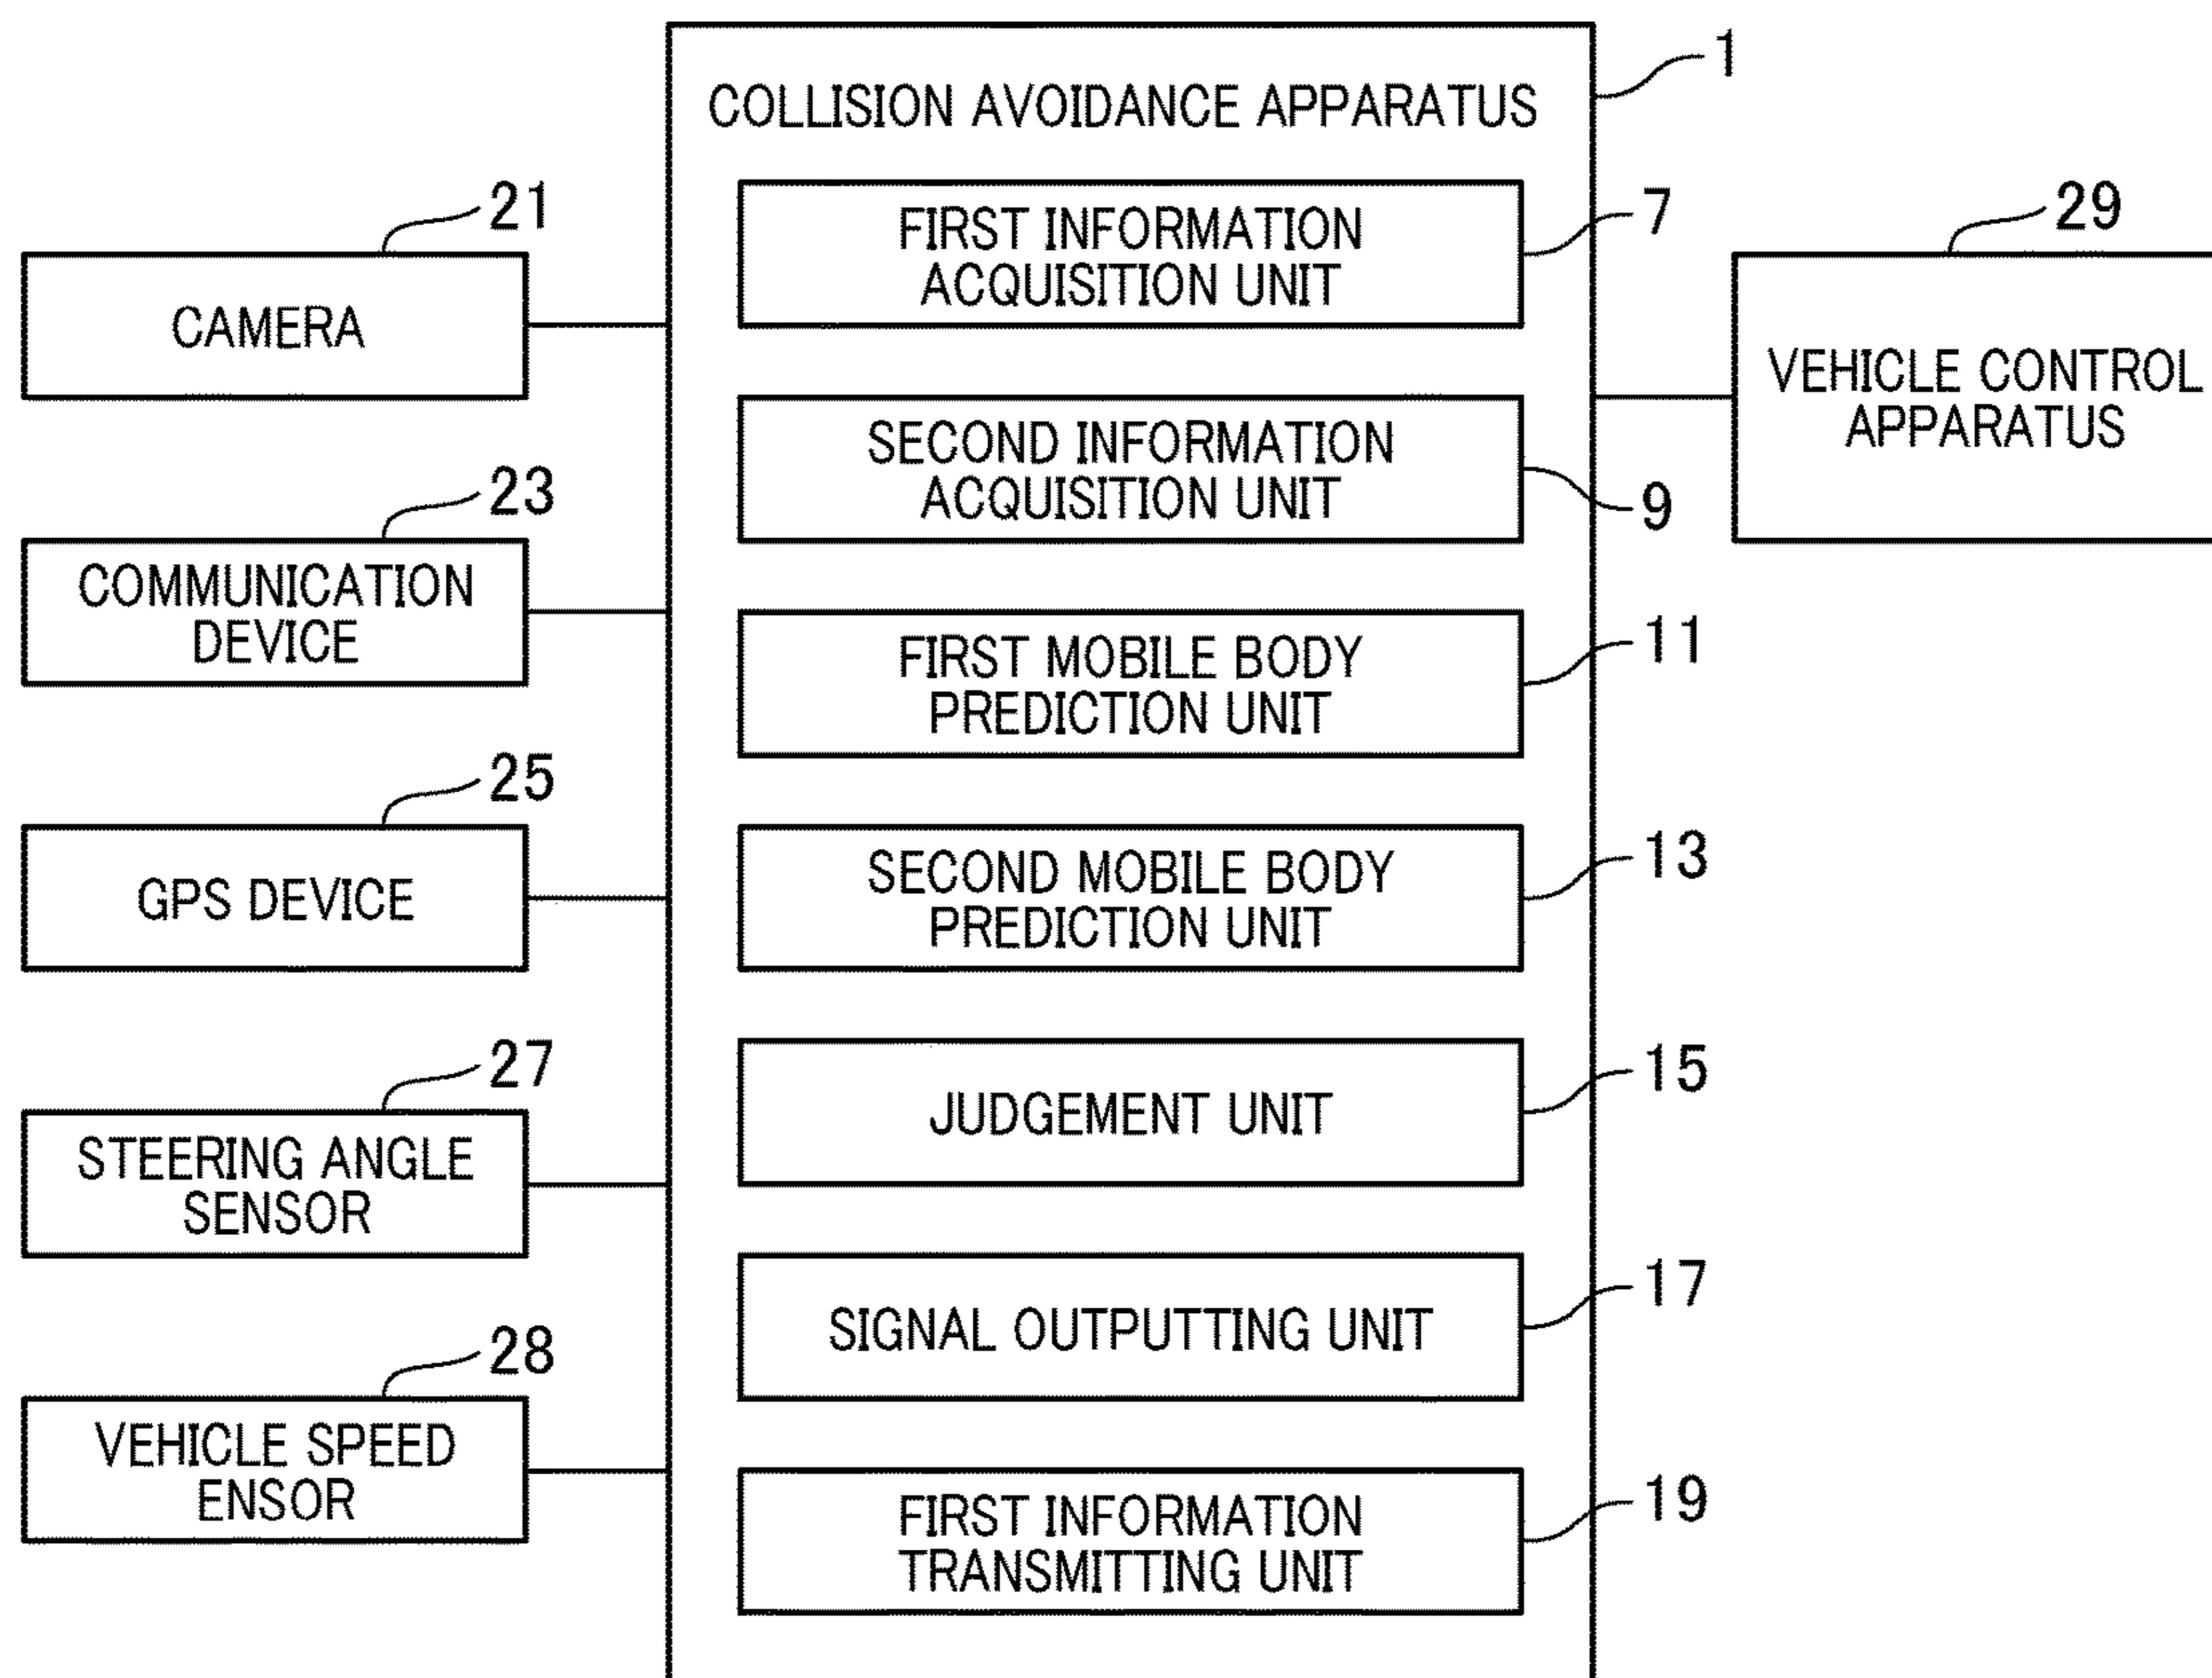 1
COLLISION AVOIDANCE APPARATUS
21
CAMERA
23
COMMUNICATION
DEVICE
25
GPS DEVICE
27
STEERING ANGLE
SENSOR
28
VEHICLE SPEED
ENSOR
FIRST INFORMATION
ACQUISITION UNIT
7
SECOND INFORMATION
ACQUISITION UNIT
9
FIRST MOBILE BODY
PREDICTION UNIT
11
SECOND MOBILE BODY
PREDICTION UNIT
13
JUDGEMENT UNIT
15
SIGNAL OUTPUTTING UNIT
17
FIRST INFORMATION
TRANSMITTING UNIT
19
29
VEHICLE CONTROL
APPARATUS